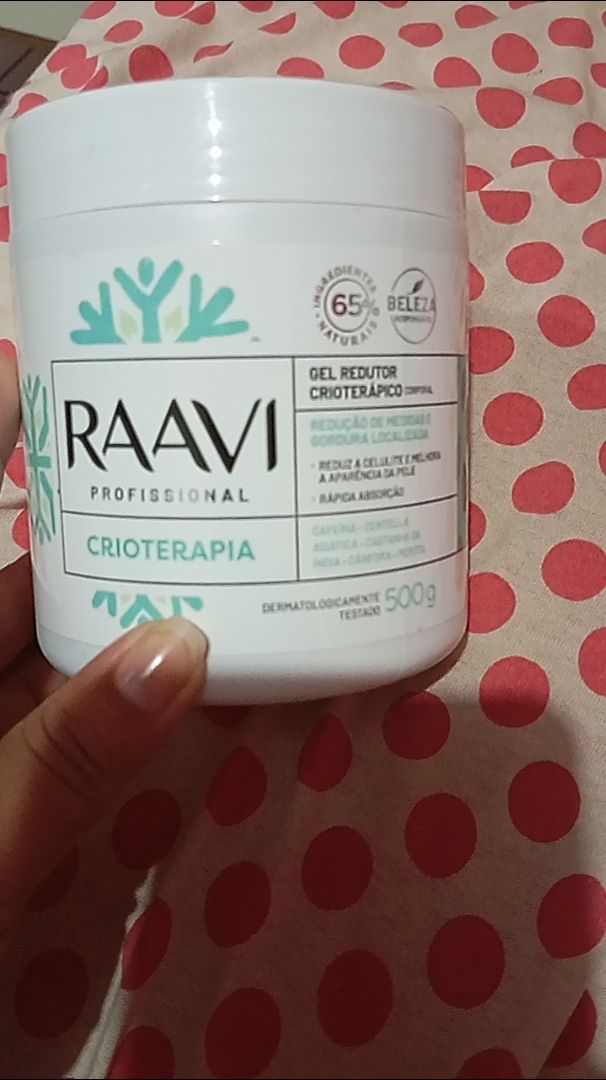 INGREDIENTES
65%
NATURAIS
BELEZA
RAAVI
PROFISSIONAL
CRIOTERAPIA
GEL REDUTOR
CRIOTERÁPICO CORPORAL
REDUÇÃO DE MEDIDAS E
GORDURA LOCALIZADA
• REDUZ A CELULITE E MELHORA
A APARÊNCIA DA PELE
• RÁPIDA ABSORÇÃO
CAFEÍNA • CENTELLA
ASIÁTICA • CASTANHA DA
ÍNDIA • CÂNFORA • MENTOL
DERMATOLOGICAMENTE
TESTADO
500g